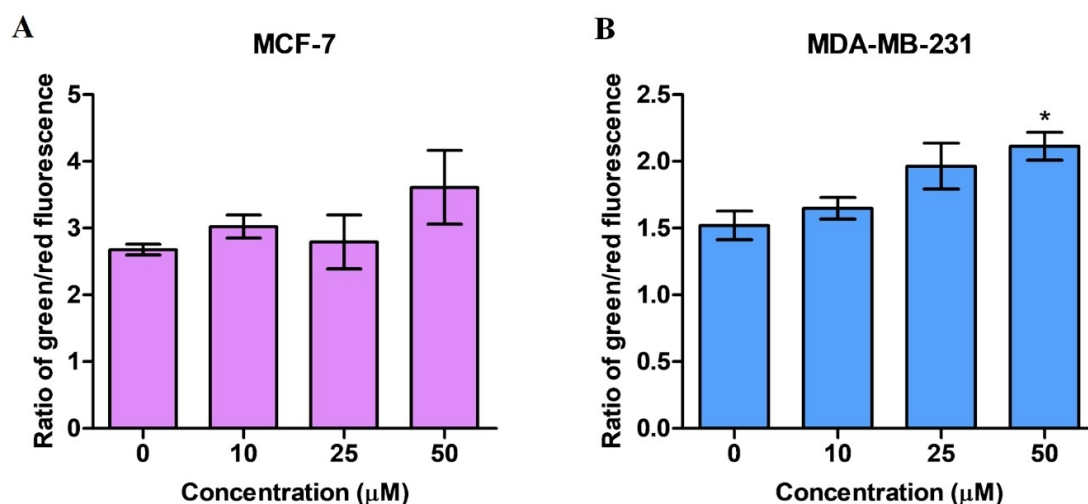 A
MCF-7
Ratio of green/red fluorescence
5
4
3
2
1
0
0 10 25 50
Concentration (μM)
B
MDA-MB-231
Ratio of green/red fluorescence
2.5
2.0
1.5
1.0
0.5
0.0
*
0 10 25 50
Concentration (μM)